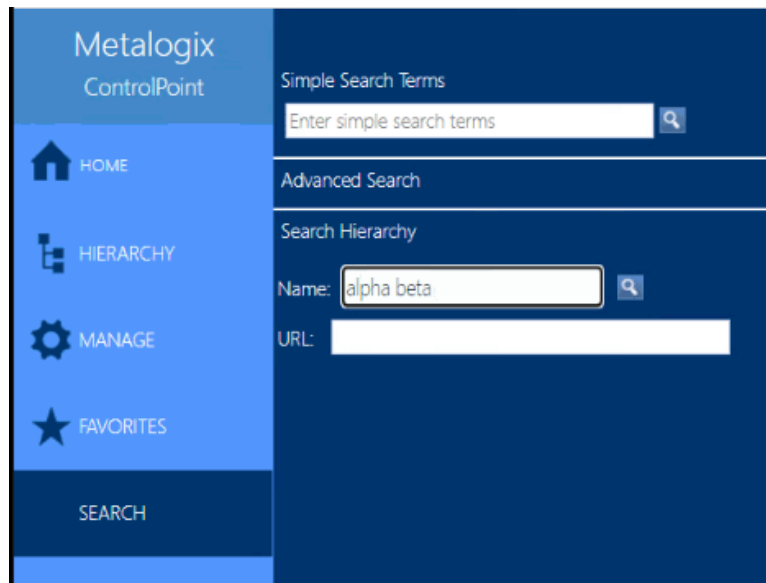 Metalogix
ControlPoint
HOME
HIERARCHY
MANAGE
FAVORITES
SEARCH
Simple Search Terms
Enter simple search terms
Advanced Search
Search Hierarchy
Name: alpha beta
URL: